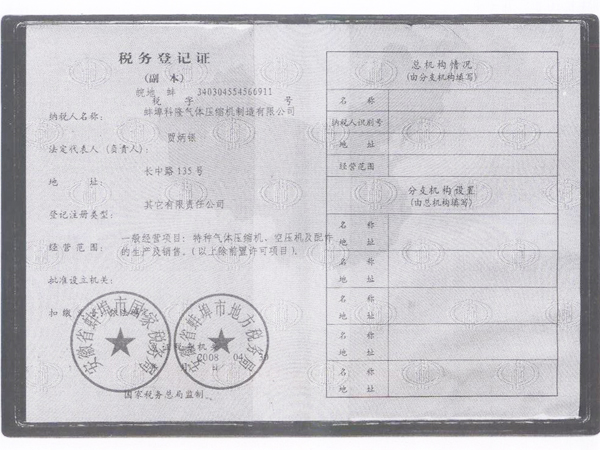 税务登记证
(副本)
皖地 蚌 340304554566911
税 字 号
纳税人名称: 蚌埠科隆气体压缩机制造有限公司
法定代表人(负责人): 贾炳银
地 址: 长中路135号
登记注册类型: 其它有限责任公司
经营范围: 一般经营项目:特种气体压缩机、空压机及配件
的生产及销售。(以上除前置许可项目)。
批准设立机关:
扣缴
安徽省蚌埠市国家税务局
安徽省蚌埠市地方税务局
2008 04
国家税务总局监制
总机构情况
(由分支机构填写)
名 称
纳税人识别号
地 址
经营范围
分支机构设置
(由总机构填写)
名 称
地 址
名 称
地 址
名 称
地 址
名 称
地 址
名 称
地 址